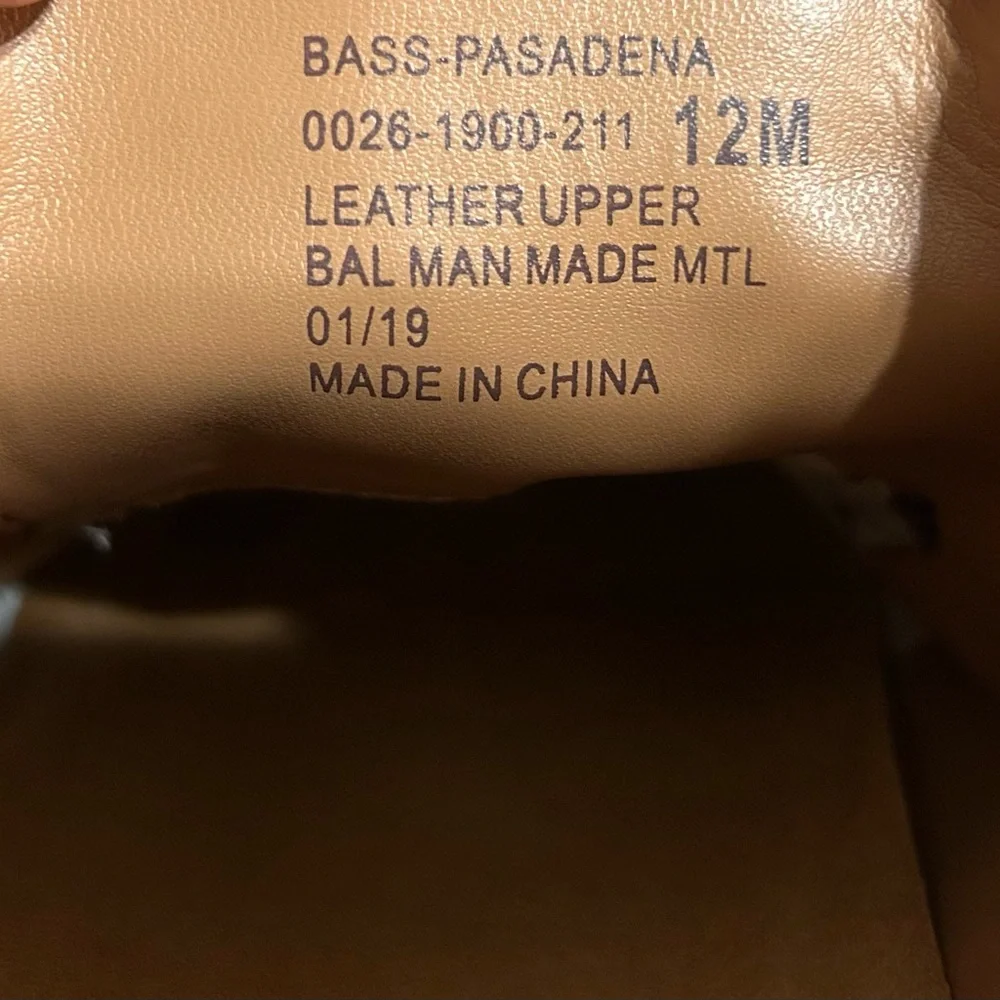 BASS-PASADENA
0026-1900-211 12M
LEATHER UPPER
BAL MAN MADE MTL
01/19
MADE IN CHINA